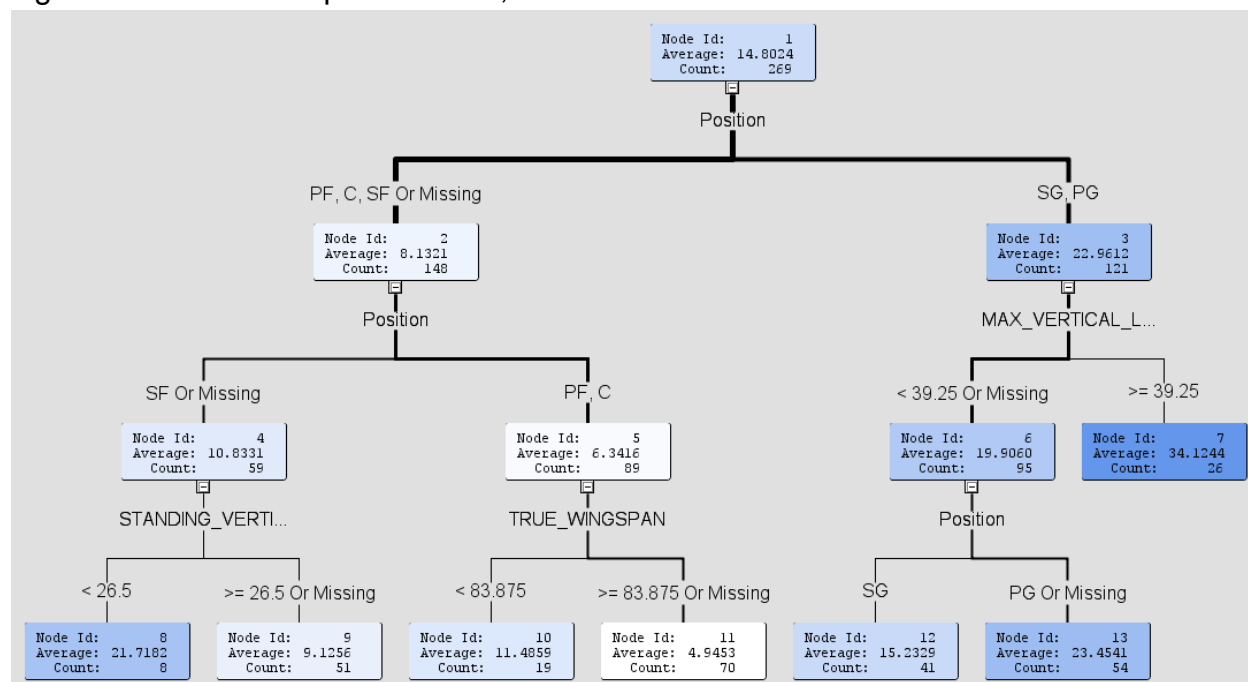 Node Id: 1
Average: 14.8024
Count: 269
Position
PF, C, SF Or Missing
SG, PG
Node Id: 2
Average: 8.1321
Count: 148
Node Id: 3
Average: 22.9612
Count: 121
Position
MAX_VERTICAL_L...
SF Or Missing
PF, C
< 39.25 Or Missing
>= 39.25
Node Id: 4
Average: 10.8331
Count: 59
Node Id: 5
Average: 6.3416
Count: 89
Node Id: 6
Average: 19.9060
Count: 95
Node Id: 7
Average: 34.1244
Count: 26
STANDING_VERTI...
TRUE_WINGSPAN
Position
< 26.5
>= 26.5 Or Missing
< 83.875
>= 83.875 Or Missing
SG
PG Or Missing
Node Id: 8
Average: 21.7182
Count: 8
Node Id: 9
Average: 9.1256
Count: 51
Node Id: 10
Average: 11.4859
Count: 19
Node Id: 11
Average: 4.9453
Count: 70
Node Id: 12
Average: 15.2329
Count: 41
Node Id: 13
Average: 23.4541
Count: 54